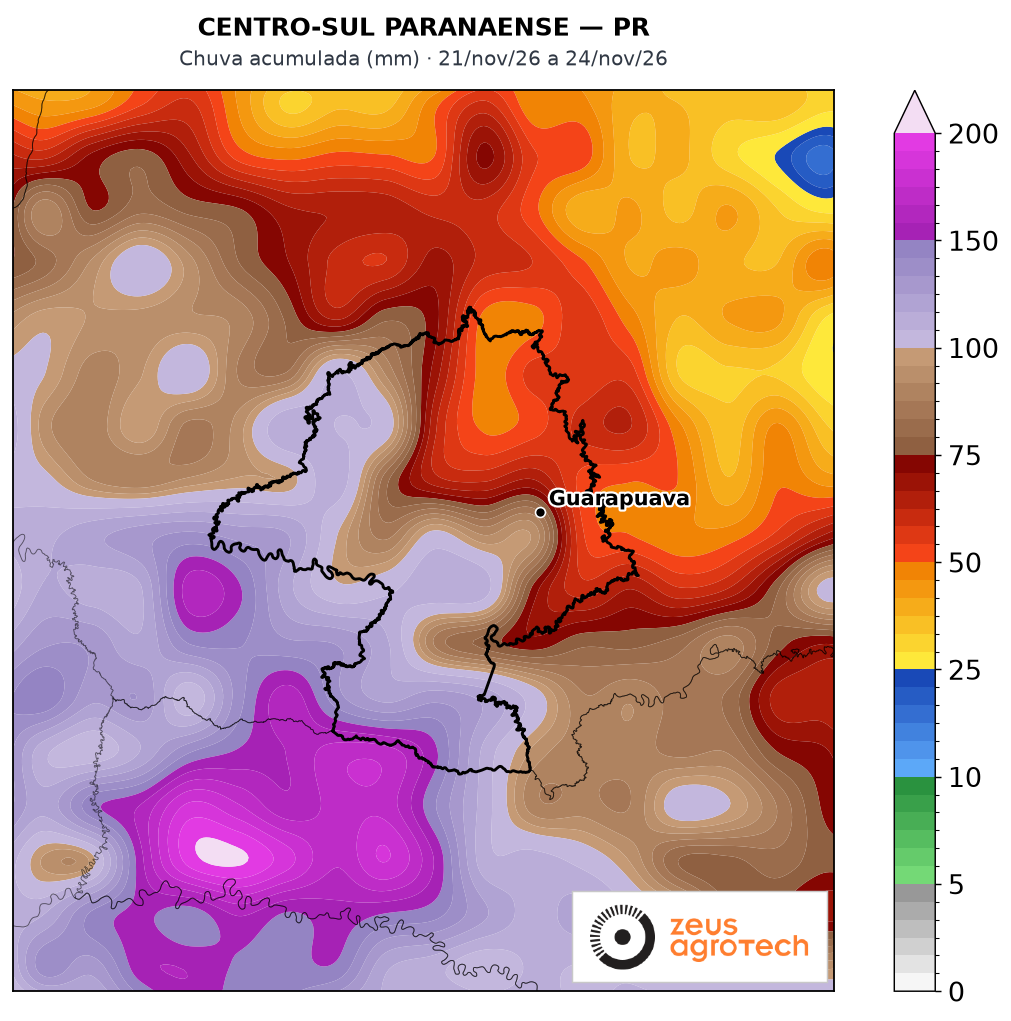 CENTRO-SUL PARANAENSE — PR
Chuva acumulada (mm) · 21/nov/26 a 24/nov/26
200
150
100
75
50
25
10
5
0
Guarapuava
zeus
agrotech